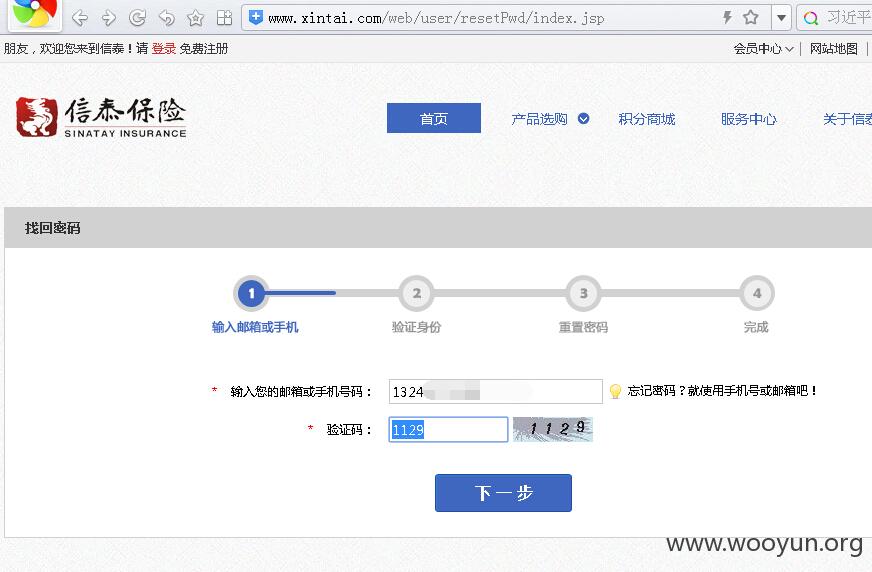 www.xintai.com/web/user/resetPwd/index.jsp
习近平
朋友，欢迎您来到信泰！请 登录 免费注册
会员中心 网站地图
信泰保险
SINATAY INSURANCE
首页 产品选购 积分商城 服务中心 关于信泰
找回密码
1 2 3 4
输入邮箱或手机 验证身份 重置密码 完成
* 输入您的邮箱或手机号码： 1324 忘记密码？就使用手机号或邮箱吧！
* 验证码： 1129 1129
下一步
www.wooyun.org